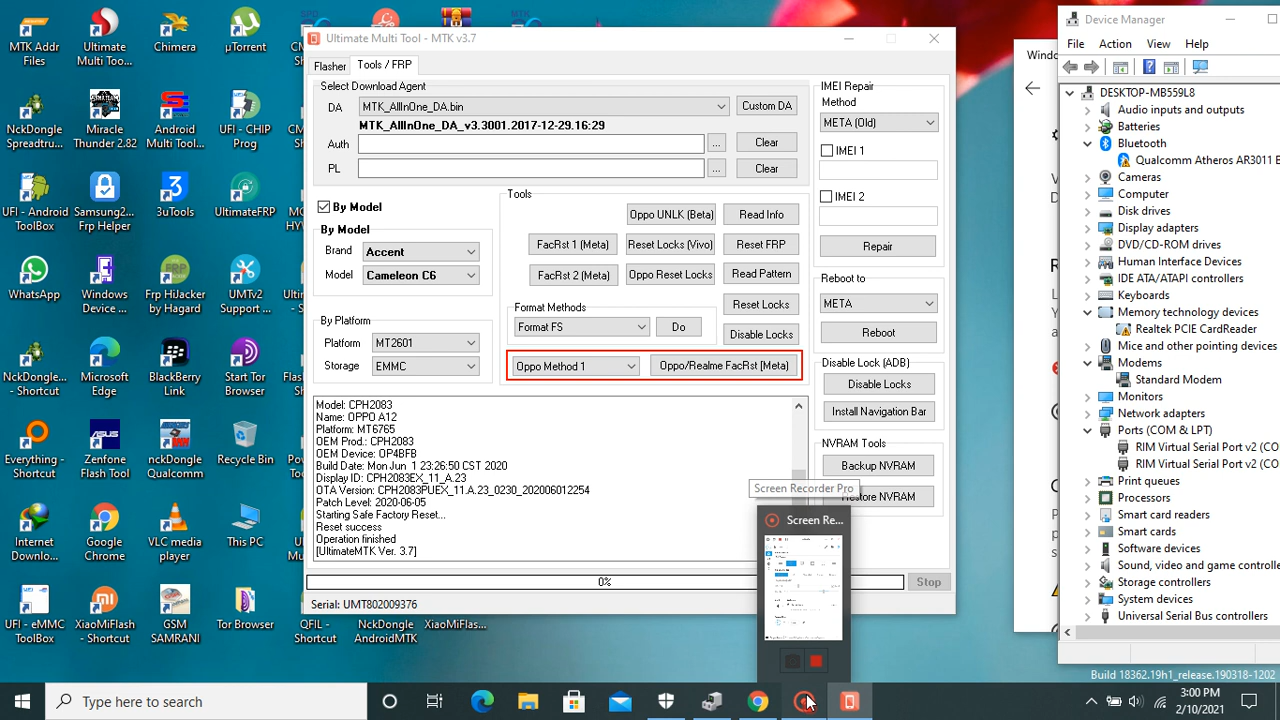 MTK Addr Files
Ultimate Multi Too...
Chimera
µTorrent
NckDongle Spreadtru...
Miracle Thunder 2.82
Android Multi Tool...
UFI - CHIP Prog
UFI - Android ToolBox
Samsung2... Frp Helper
3uTools
UltimateFRP
WhatsApp
Windows Device ...
Frp HiJacker by Hagard
UMTv2 Support ...
NckDongle... - Shortcut
Microsoft Edge
BlackBerry Link
Start Tor Browser
Everything - Shortcut
Zenfone Flash Tool
nckDongle Qualcomm
Recycle Bin
Internet Downlo...
Google Chrome
VLC media player
This PC
UFI - eMMC ToolBox
XiaoMiFlash - Shortcut
GSM SAMRANI
Tor Browser
QFIL - Shortcut
NckDongle AndroidMTK
XiaoMiFlas...
Ultimate Multi Tool - MTK v3.7
Flasher
Tools / FRP
Select Download Agent
DA
MTK_AllInOne_DA.bin
Custom DA
MTK_AllInOne_DA_v3.3001.2017-12-29.16:29
Auth
...
Clear
PL
...
Clear
By Model
By Model
Brand
Accent
Model
Cameleon C6
By Platform
Platform
MT2601
Storage
EMMC
Tools
Oppo UNLK (Beta)
Read Info
FacRst 1 (Meta)
Reset Locks (Vivo)
Reset FRP
FacRst 2 (Meta)
Oppo Reset Locks
Read Pattern
Format Methods
Reset Locks
Format FS
Do
Disable Locks
Oppo Method 1
Oppo/Realme FacRst [Meta]
IMEI Repair
Method
META (Old)
IMEI 1
IMEI 2
Repair
Reboot to
META
Reboot
Disable Lock (ADB)
Disable Locks
Install Navigation Bar
NVRAM Tools
Backup NVRAM
Restore NVRAM
Model: CPH2083
Name: OPPO A12
Platform: MT6765
OEM Prod.: CPH2083
OEM Device: OP4BFB
Build Date: Mon Jun 1 23:26:50 CST 2020
Display ID: CPH2083EX_11_A.23
OTA Version: CPH2083PUEX_11.A.23_0230_202006012254
Patch Level: 2020-06-05
Starting Safe Factory Reset...
Reset success
Operation finished
[UltimateMTK Ver. 3.7]
0%
Stop
Serial: UMT802009376
Screen Recorder Pro
Screen Re...
Windo
Device Manager
File
Action
View
Help
DESKTOP-MB559L8
Audio inputs and outputs
Batteries
Bluetooth
Qualcomm Atheros AR3011 B
Cameras
Computer
Disk drives
Display adapters
DVD/CD-ROM drives
Human Interface Devices
IDE ATA/ATAPI controllers
Keyboards
Memory technology devices
Realtek PCIE CardReader
Mice and other pointing devices
Modems
Standard Modem
Monitors
Network adapters
Ports (COM & LPT)
RIM Virtual Serial Port v2 (CO
RIM Virtual Serial Port v2 (CO
Print queues
Processors
Smart card readers
Smart cards
Software devices
Sound, video and game controllers
Storage controllers
System devices
Universal Serial Bus controllers
Build 18362.19h1_release.190318-1202
Type here to search
3:00 PM
2/10/2021